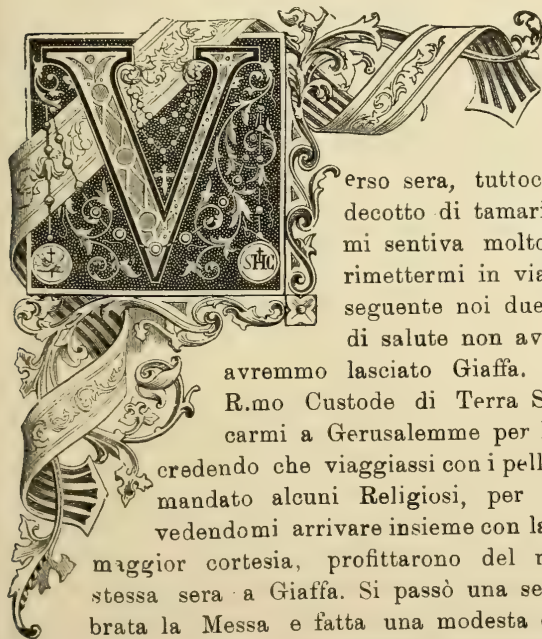 Verso sera, tuttoc
decotto di tamari
mi sentiva molto
rimettermi in via
seguente noi due
di salute non av
avremmo lasciato Giaffa.
R.mo Custode di Terra S
carmi a Gerusalemme per
credendo che viaggiassi con i pell
mandato alcuni Religiosi, per
vedendomi arrivare insieme con la
maggior cortesia, profittarono del
stessa sera a Giaffa. Si passò una se
brata la Messa e fatta una modesta